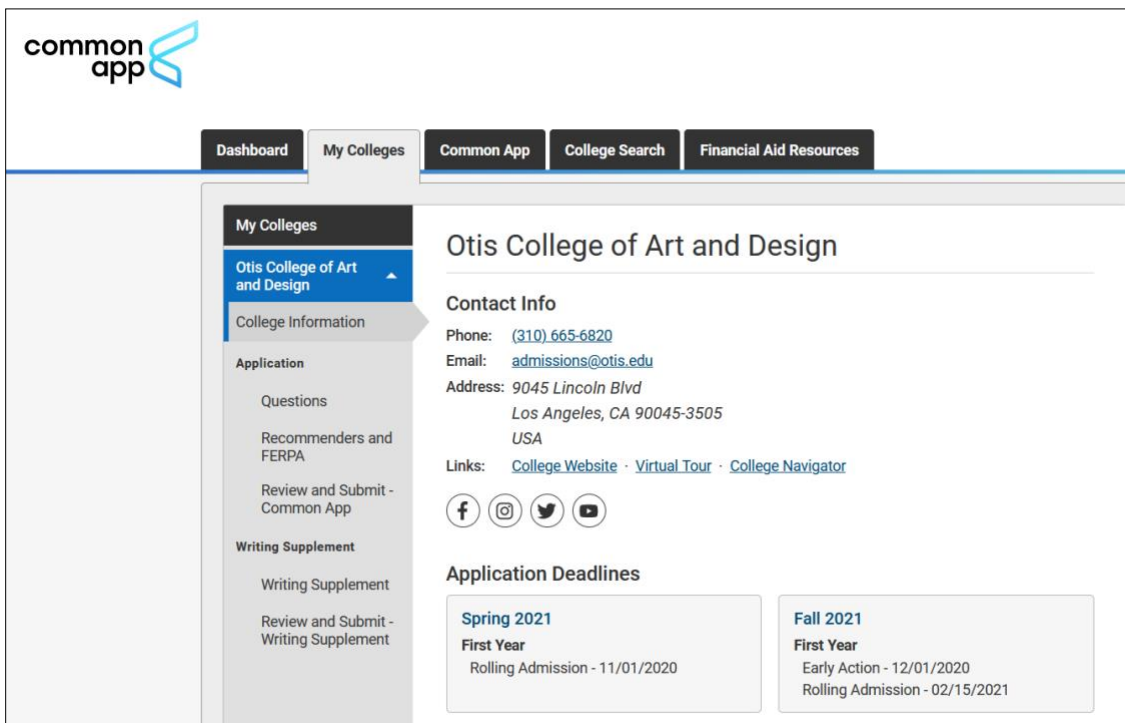 common
app
Dashboard
My Colleges
Common App
College Search
Financial Aid Resources
My Colleges
Otis College of Art
and Design
College Information
Application
Questions
Recommenders and
FERPA
Review and Submit -
Common App
Writing Supplement
Writing Supplement
Review and Submit -
Writing Supplement
Otis College of Art and Design
Contact Info
Phone: (310) 665-6820
Email: admissions@otis.edu
Address: 9045 Lincoln Blvd
Los Angeles, CA 90045-3505
USA
Links: College Website · Virtual Tour · College Navigator
Application Deadlines
Spring 2021
First Year
Rolling Admission - 11/01/2020
Fall 2021
First Year
Early Action - 12/01/2020
Rolling Admission - 02/15/2021